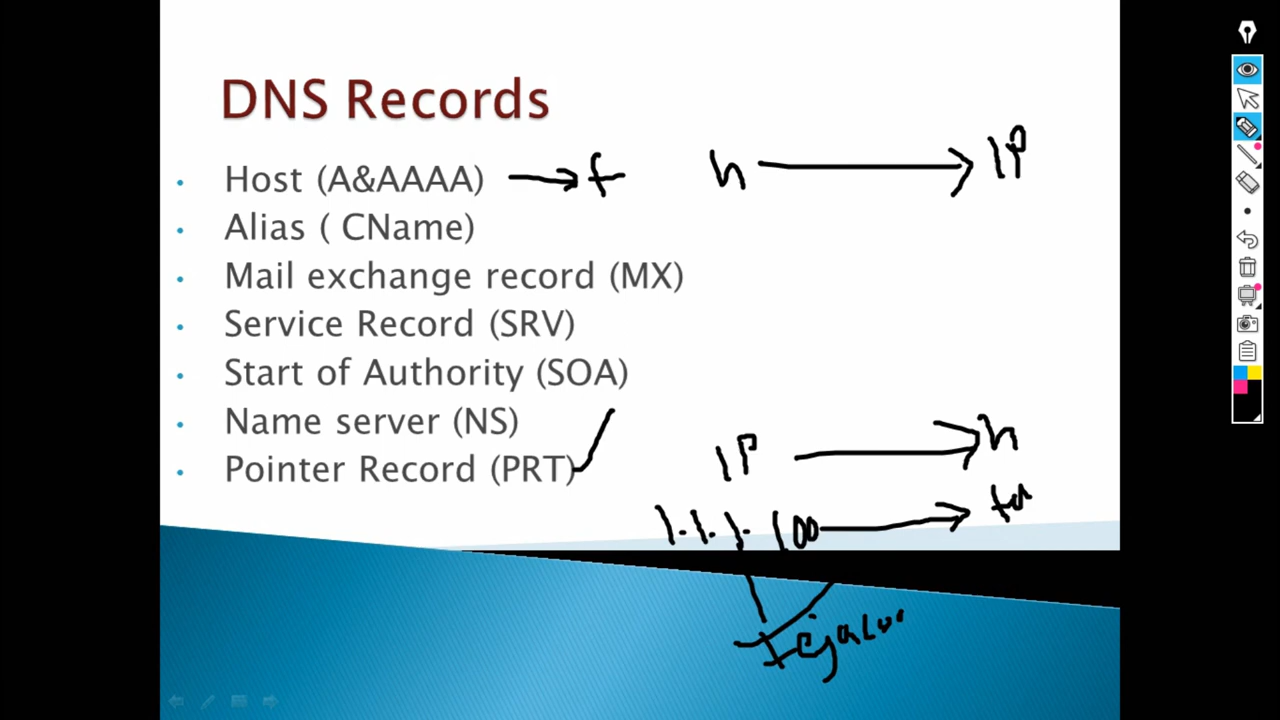 DNS Records
Host (A&AAAA) → f h → IP
Alias ( CName)
Mail exchange record (MX)
Service Record (SRV)
Start of Authority (SOA)
Name server (NS)
Pointer Record (PRT)
IP → h
1.1.1.100 →